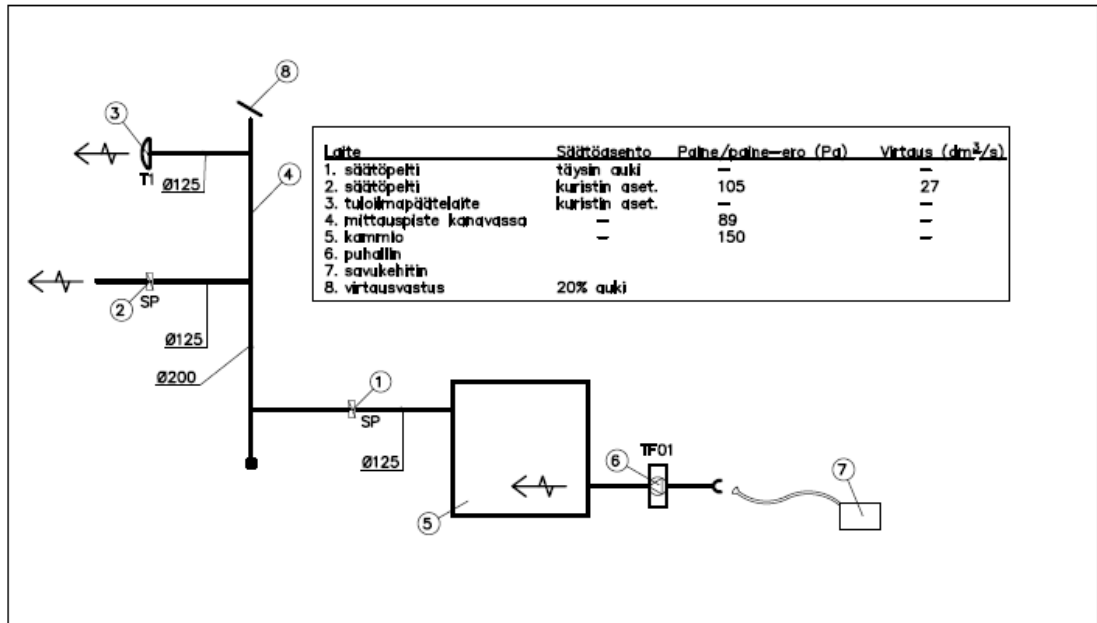 8
3
T1
Ø125
4
Laite Säätöasento Paine/paine-ero (Pa) Virtaus (dm³/s)
1. säätöpelti täysin auki — —
2. säätöpelti kuristin aset. 105 27
3. tuloilmapäätelaite kuristin aset. — —
4. mittauspiste kanavassa — 89 —
5. kammio — 150 —
6. puhallin
7. savukehitin
8. virtausvastus 20% auki
2
SP
Ø125
Ø200
1
SP
Ø125
TF01
6
7
5